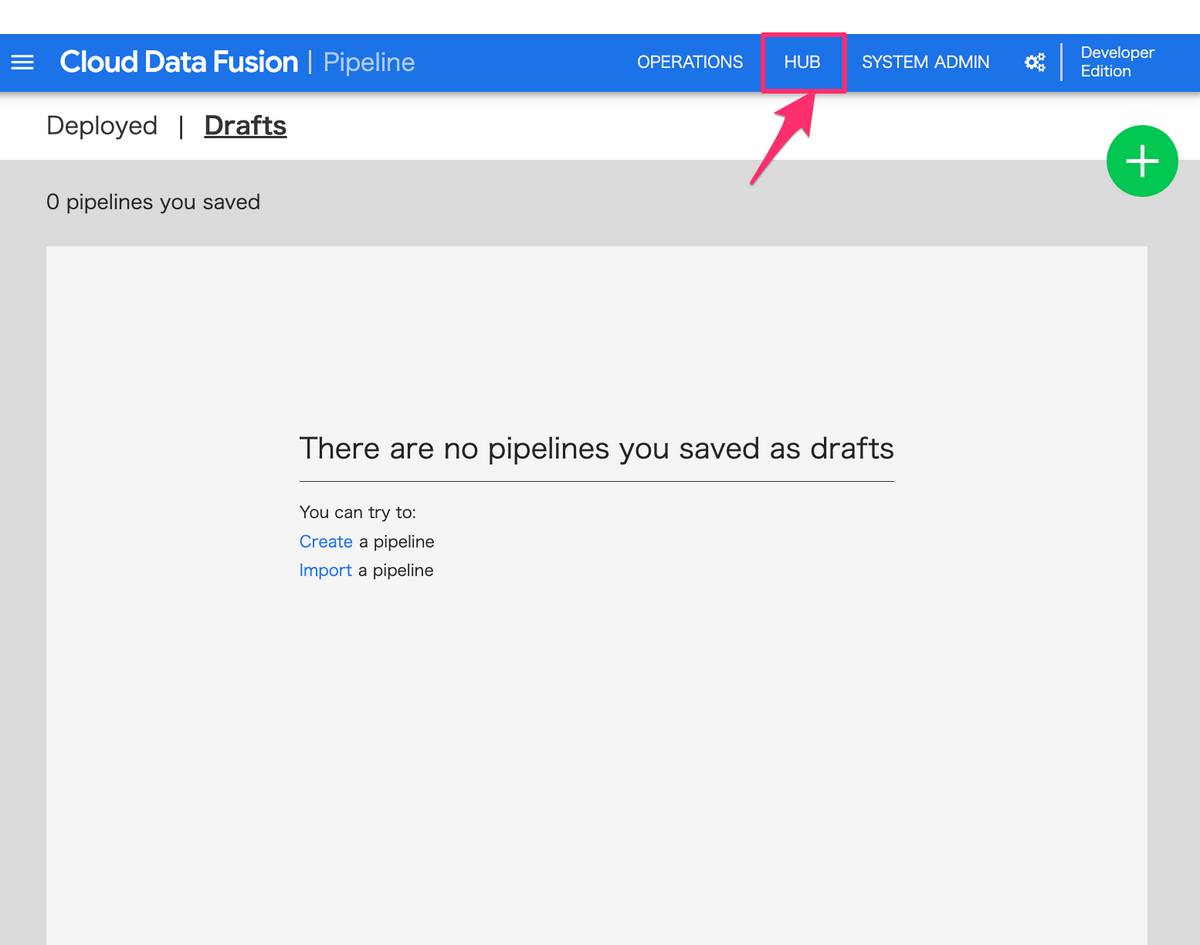 Cloud Data Fusion | Pipeline OPERATIONS HUB SYSTEM ADMIN Developer
Edition
Deployed | Drafts
0 pipelines you saved
There are no pipelines you saved as drafts
You can try to:
Create a pipeline
Import a pipeline